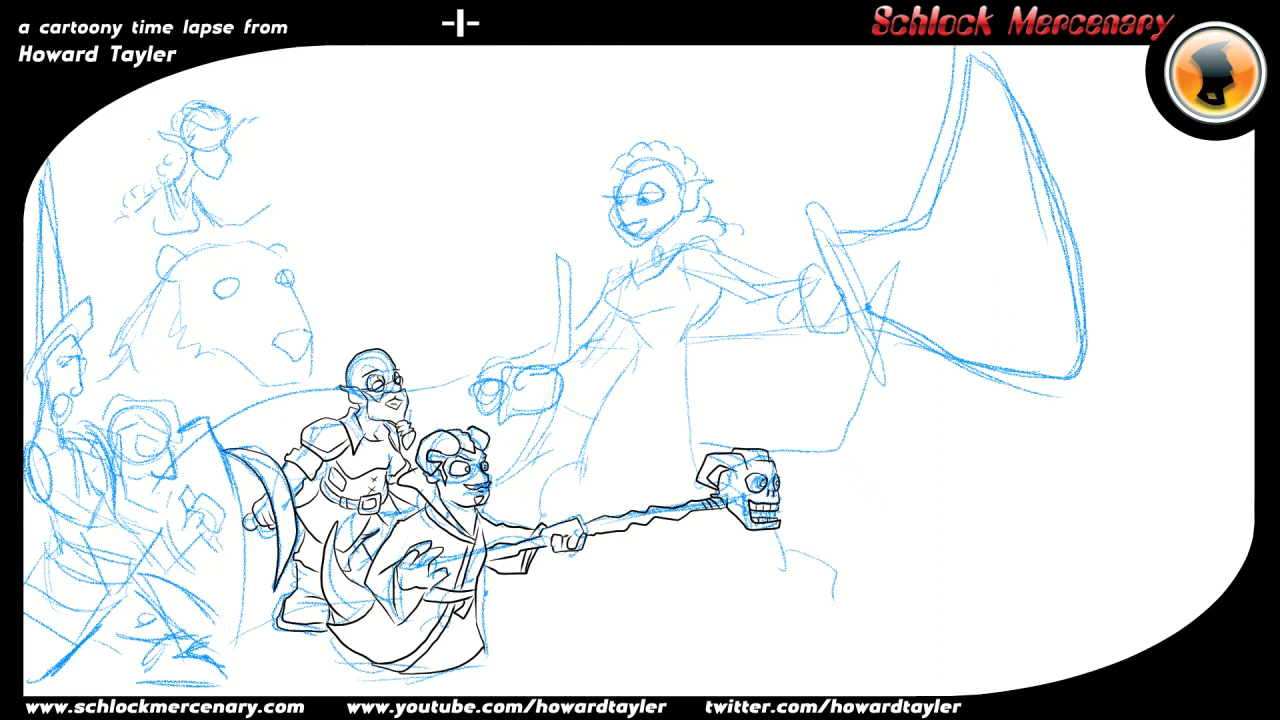 a cartoony time lapse from
Howard Tayler
Schlock Mercenary
www.schlockmercenary.com www.youtube.com/howardtayler twitter.com/howardtayler